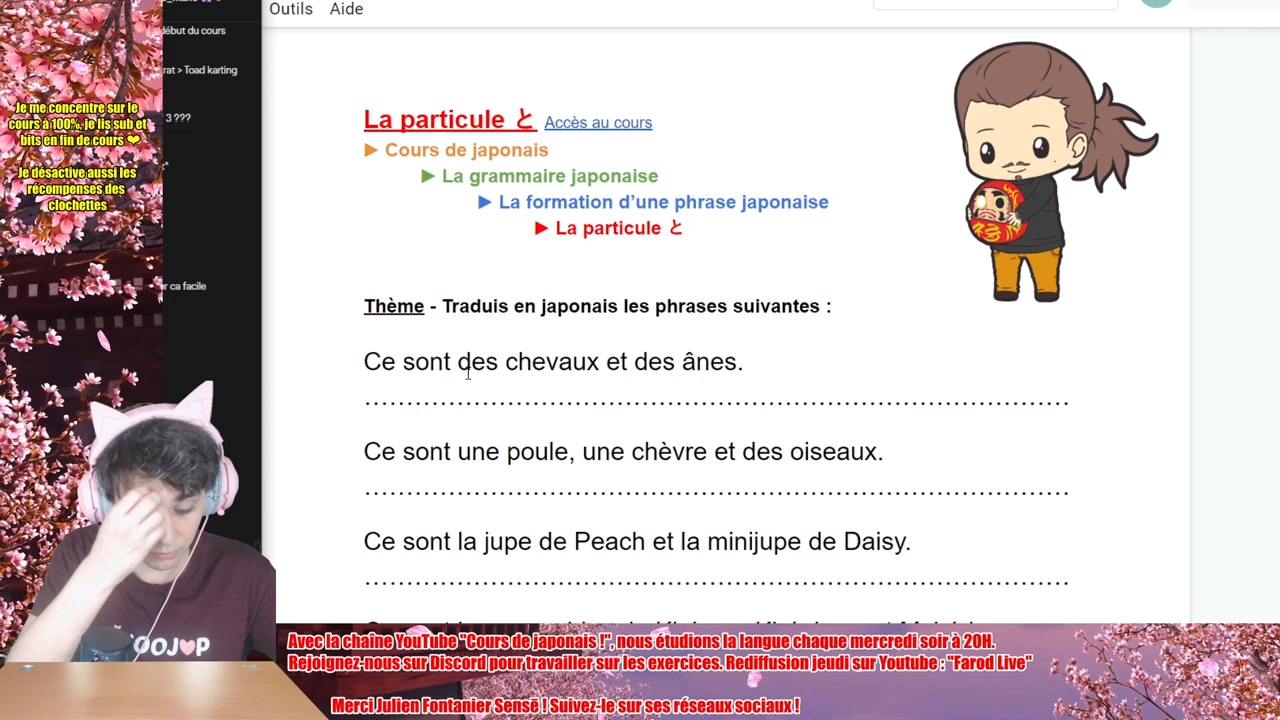 Outils Aide
début du cours
rat > Toad karting
3 ???
r ca facile
Je me concentre sur le
cours à 100%, je lis sub et
bits en fin de cours ❤
Je désactive aussi les
récompenses des
clochettes
La particule と Accès au cours
► Cours de japonais
► La grammaire japonaise
► La formation d’une phrase japonaise
► La particule と
Thème - Traduis en japonais les phrases suivantes :
Ce sont des chevaux et des ânes.
Ce sont une poule, une chèvre et des oiseaux.
Ce sont la jupe de Peach et la minijupe de Daisy.
Avec la chaîne YouTube "Cours de japonais !", nous étudions la langue chaque mercredi soir à 20H.
Rejoignez-nous sur Discord pour travailler sur les exercices. Rediffusion jeudi sur Youtube : "Farod Live"
Merci Julien Fontanier Sensë ! Suivez-le sur ses réseaux sociaux !